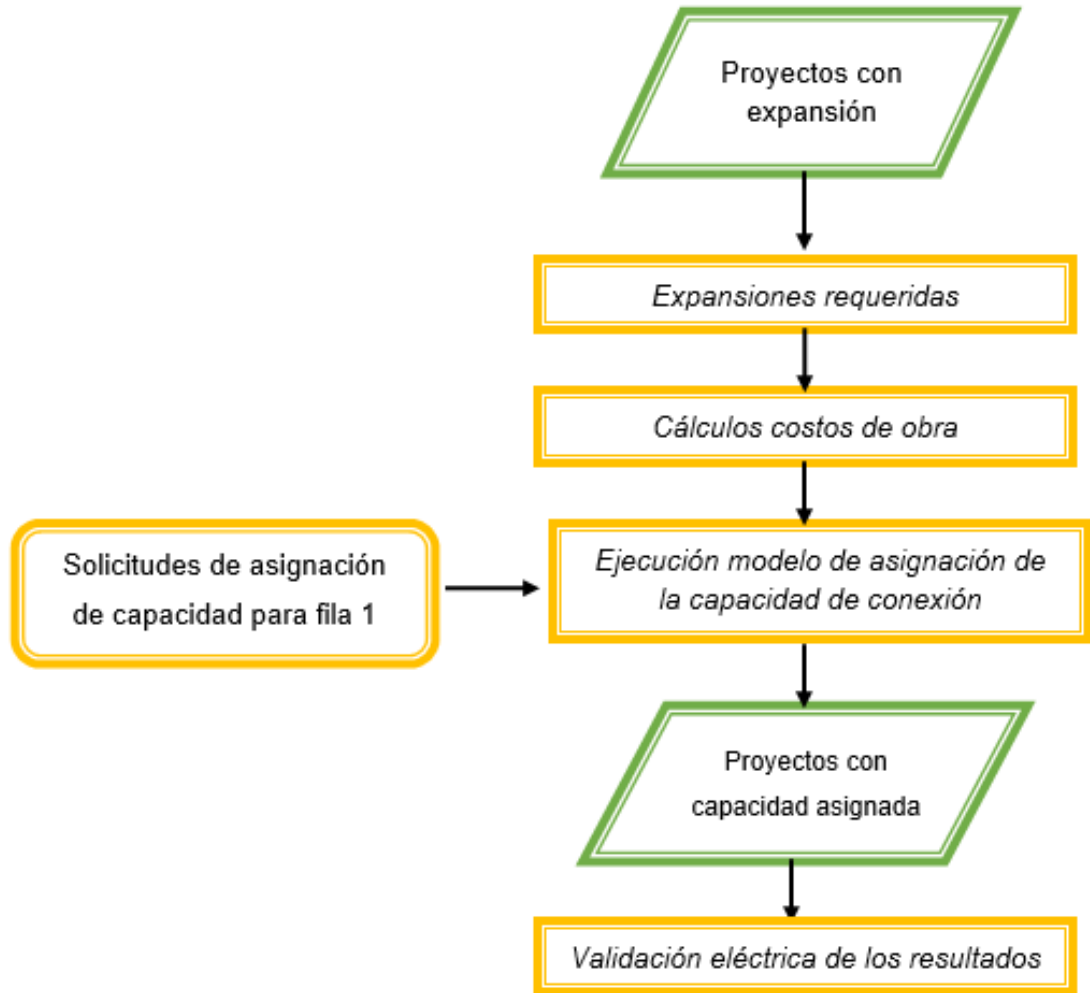 Proyectos con
expansión
Expansiones requeridas
Cálculos costos de obra
Solicitudes de asignación
de capacidad para fila 1
Ejecución modelo de asignación de
la capacidad de conexión
Proyectos con
capacidad asignada
Validación eléctrica de los resultados